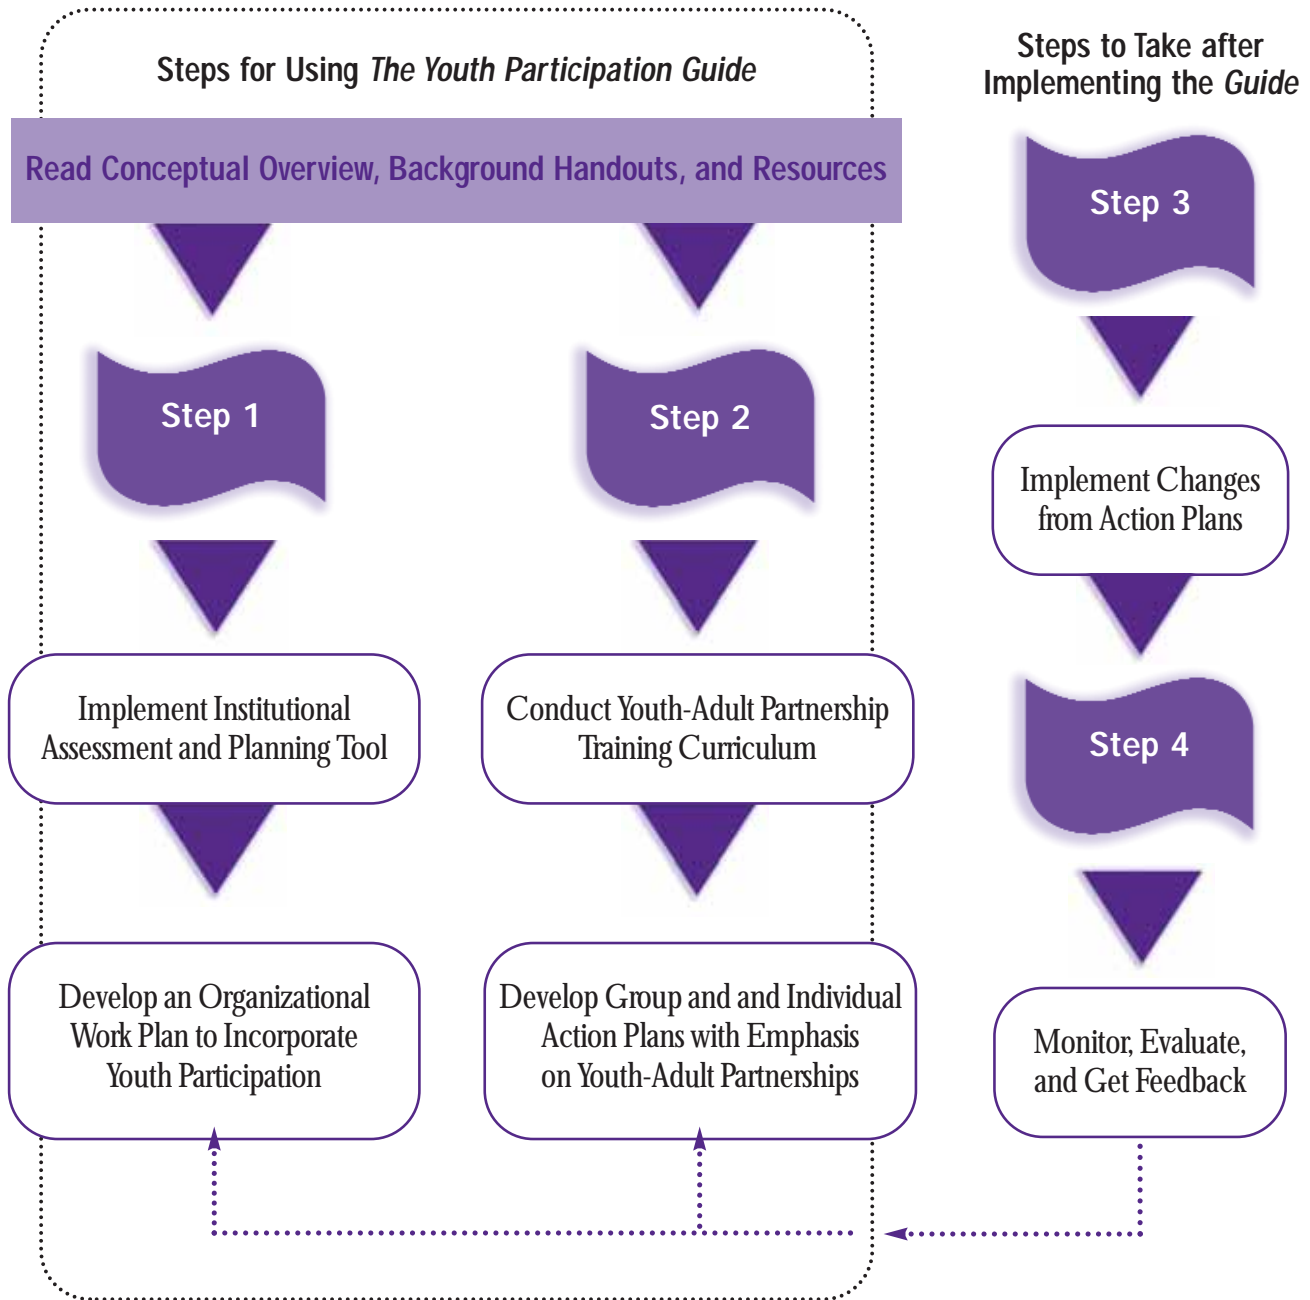 Steps for Using The Youth Participation Guide
Read Conceptual Overview, Background Handouts, and Resources
Step 1
Implement Institutional
Assessment and Planning Tool
Develop an Organizational
Work Plan to Incorporate
Youth Participation
Step 2
Conduct Youth-Adult Partnership
Training Curriculum
Develop Group and and Individual
Action Plans with Emphasis
on Youth-Adult Partnerships
Steps to Take after
Implementing the Guide
Step 3
Implement Changes
from Action Plans
Step 4
Monitor, Evaluate,
and Get Feedback